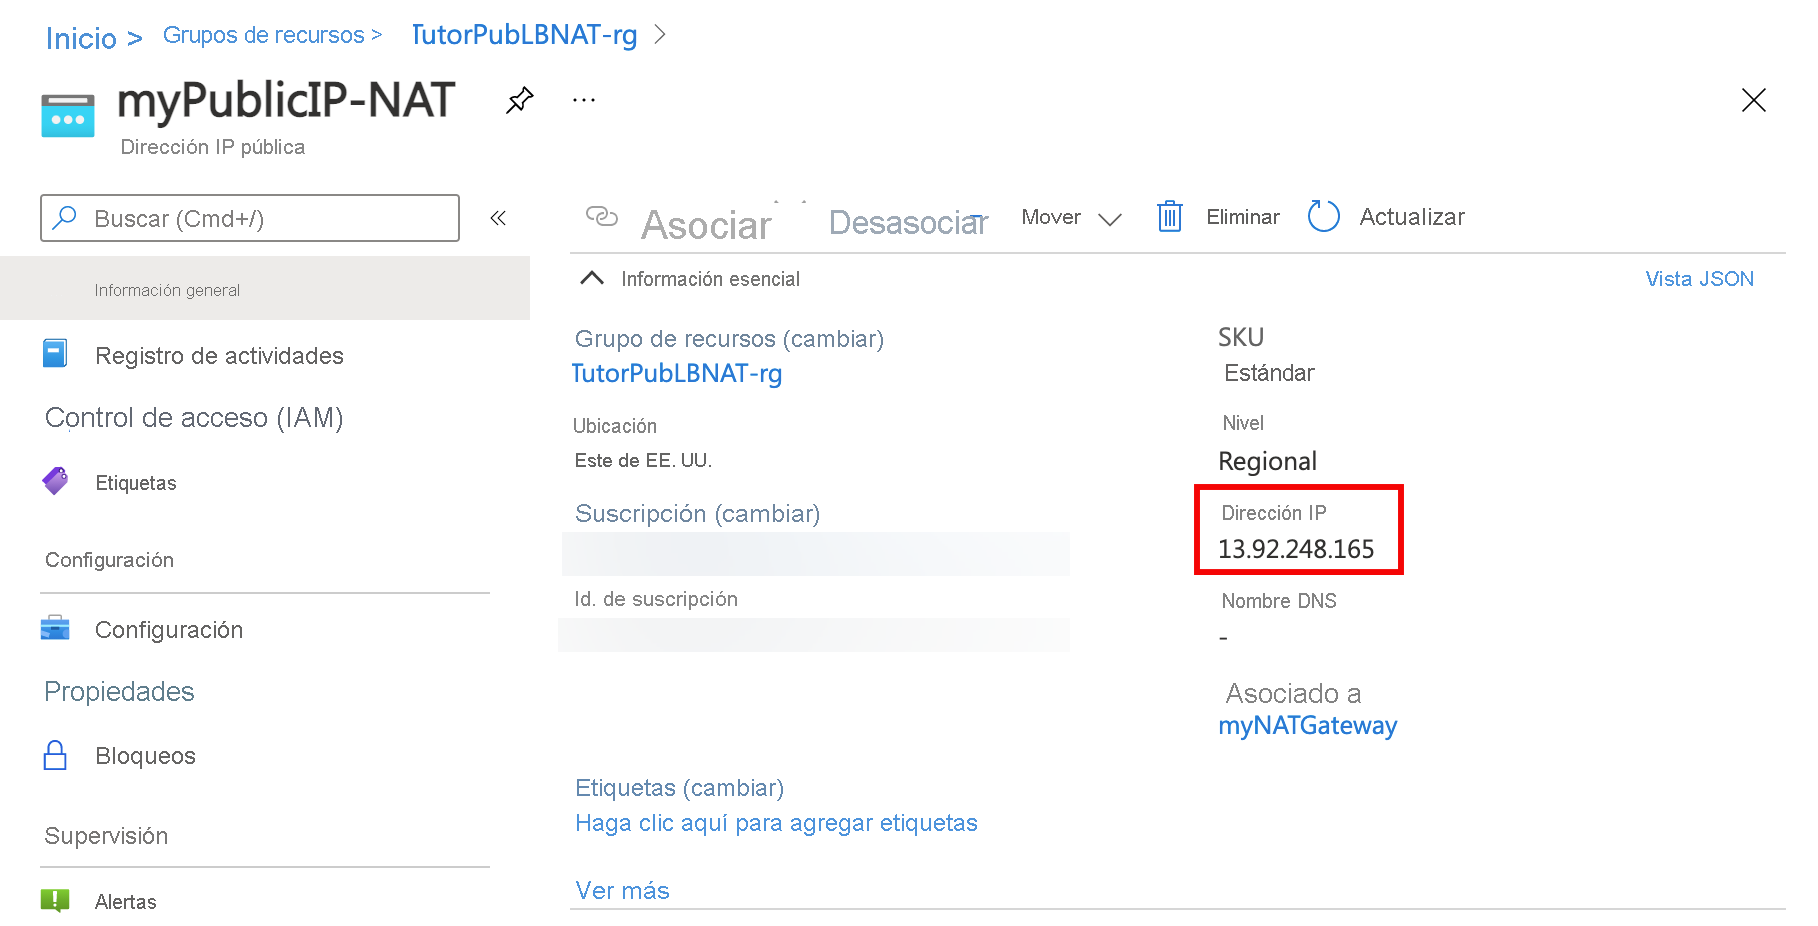 Inicio > Grupos de recursos > TutorPubLBNAT-rg >
myPublicIP-NAT ...
Dirección IP pública
Buscar (Cmd+/) «
Información general
Registro de actividades
Control de acceso (IAM)
Etiquetas
Configuración
Configuración
Propiedades
Bloqueos
Supervisión
Alertas
Asociar Desasociar Mover Eliminar Actualizar
Información esencial Vista JSON
Grupo de recursos (cambiar)
TutorPubLBNAT-rg
Ubicación
Este de EE. UU.
Suscripción (cambiar)
Id. de suscripción
SKU
Estándar
Nivel
Regional
Dirección IP
13.92.248.165
Nombre DNS
-
Asociado a
myNATGateway
Etiquetas (cambiar)
Haga clic aquí para agregar etiquetas
Ver más